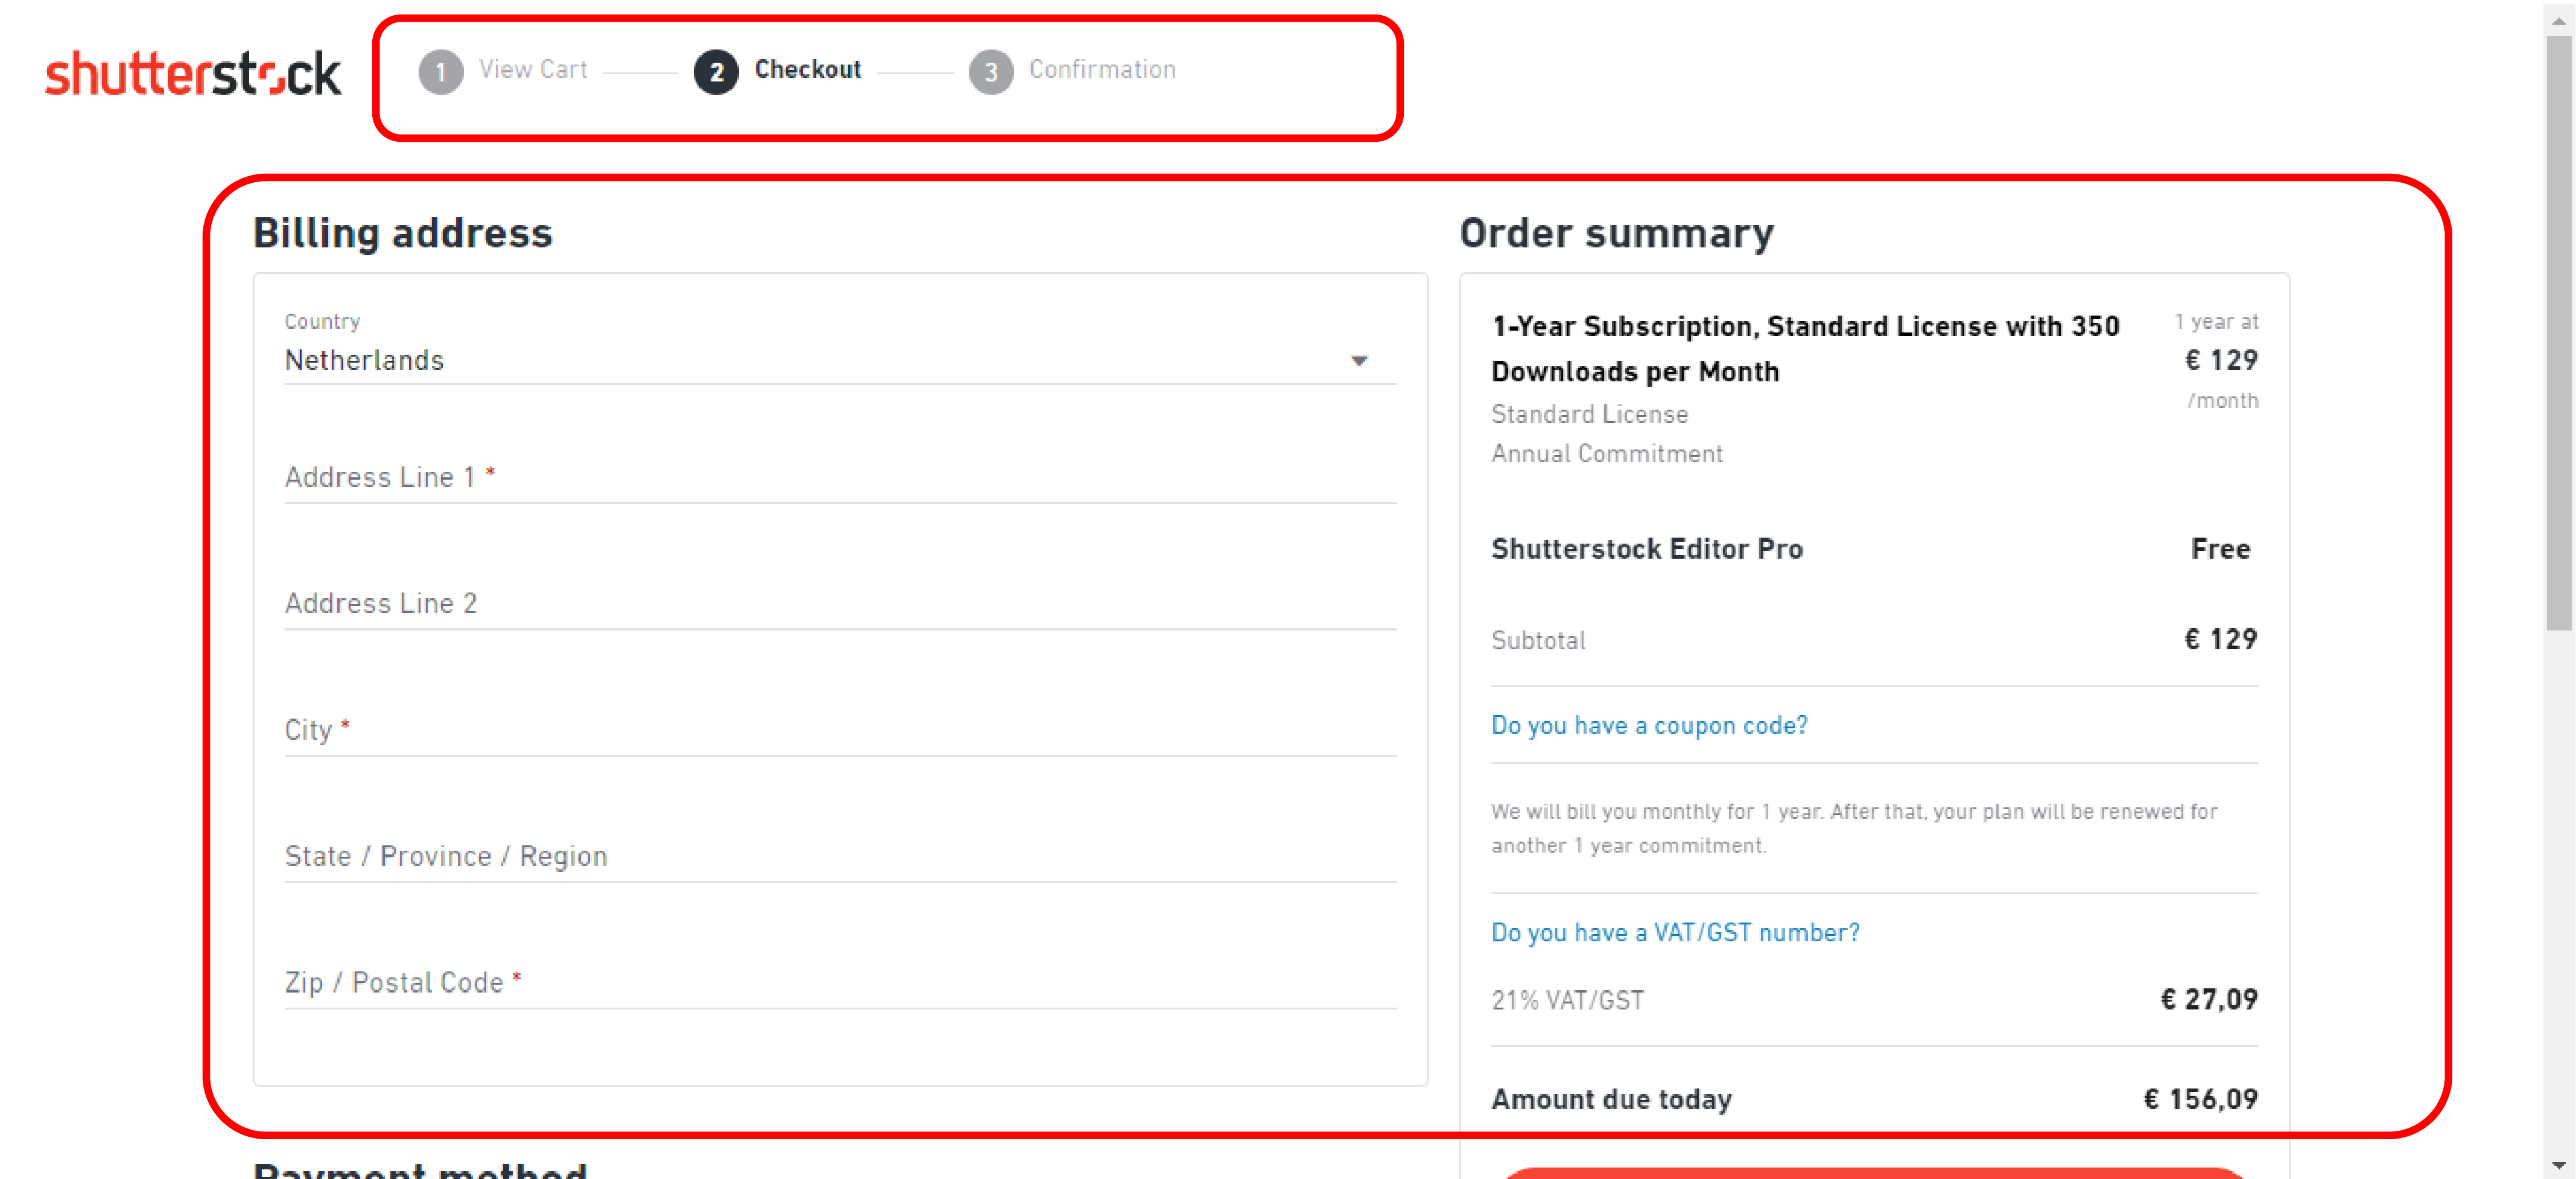 shutterstock
1 View Cart 2 Checkout 3 Confirmation
Billing address
Country
Netherlands
Address Line 1 *
Address Line 2
City *
State / Province / Region
Zip / Postal Code *
Payment method
Order summary
1-Year Subscription, Standard License with 350
Downloads per Month
1 year at
€ 129
/month
Standard License
Annual Commitment
Shutterstock Editor Pro Free
Subtotal € 129
Do you have a coupon code?
We will bill you monthly for 1 year. After that, your plan will be renewed for
another 1 year commitment.
Do you have a VAT/GST number?
21% VAT/GST € 27,09
Amount due today € 156,09